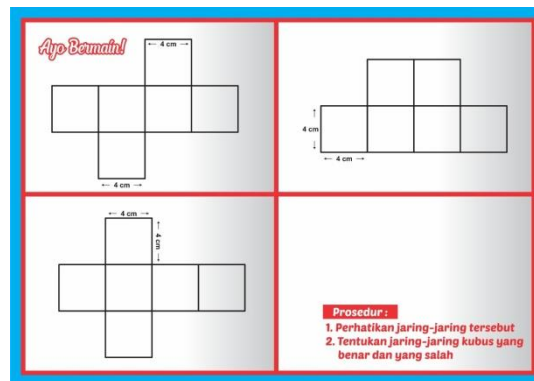 Ayo Bermain!
4 cm
4 cm
4 cm
4 cm
4 cm
4 cm
Prosedur :
1. Perhatikan jaring-jaring tersebut
2. Tentukan jaring-jaring kubus yang
benar dan yang salah